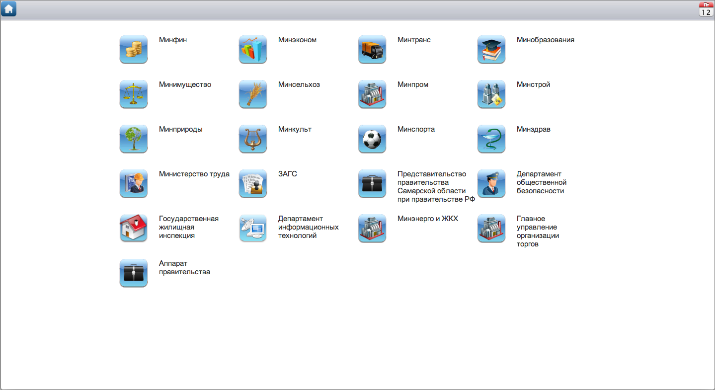 Пт
12
Минфин
Минэконом
Минтранс
Минобразования
Минимущество
Минсельхоз
Минпром
Минстрой
Минприроды
Минкульт
Минспорта
Минздрав
Министерство труда
ЗАГС
Представительство
правительства
Самарской области
при правительстве РФ
Департамент
общественной
безопасности
Государственная
жилищная
инспекция
Департамент
информационных
технологий
Минэнерго и ЖКХ
Главное
управление
организации
торгов
Аппарат
правительства